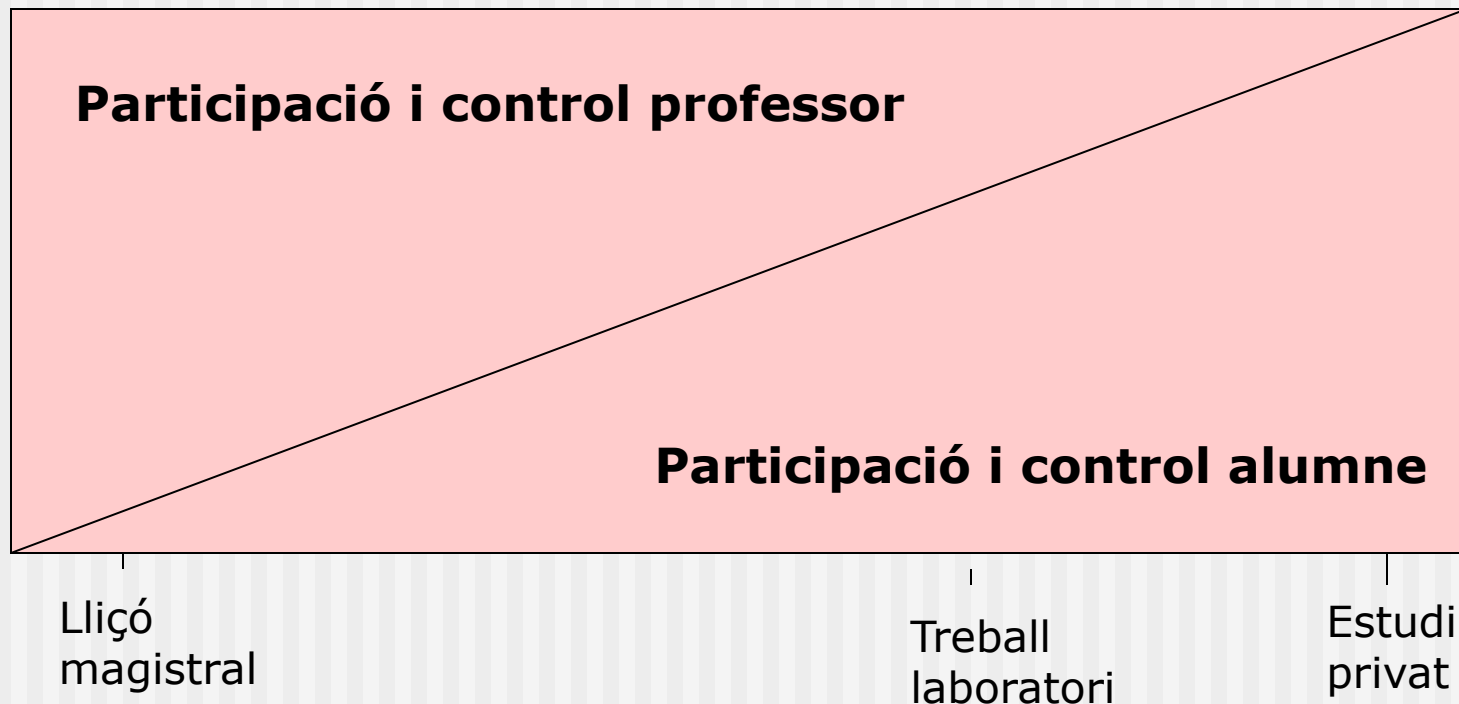 Participació i control professor
Participació i control alumne
Lliçó
magistral
Treball
laboratori
Estudi
privat